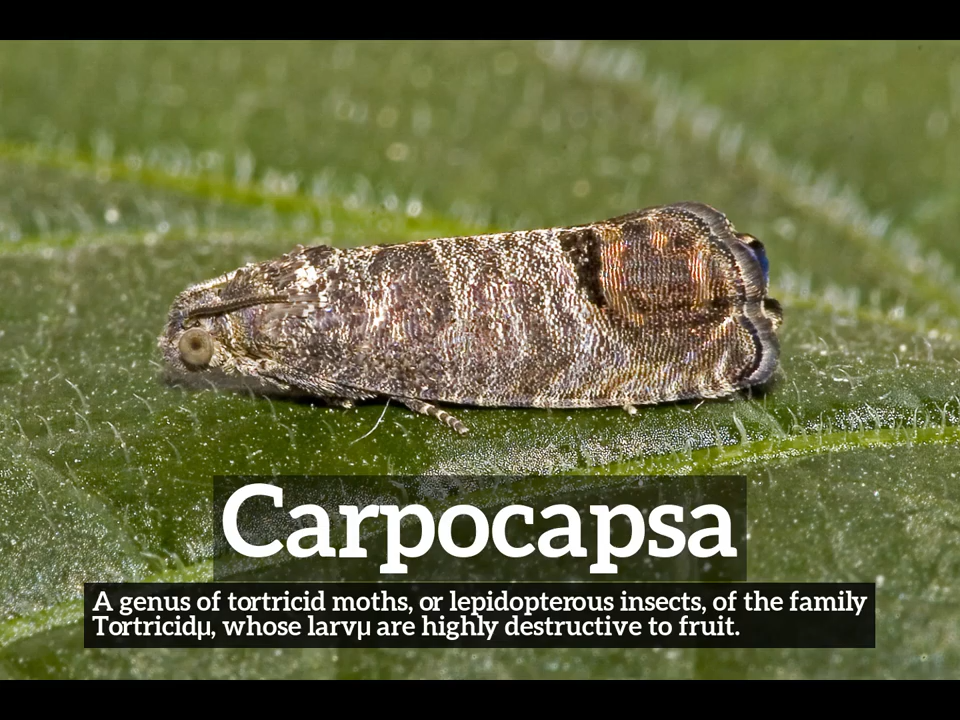 Carpocapsa
A genus of tortricid moths, or lepidopterous insects, of the family
Tortricidµ, whose larvµ are highly destructive to fruit.